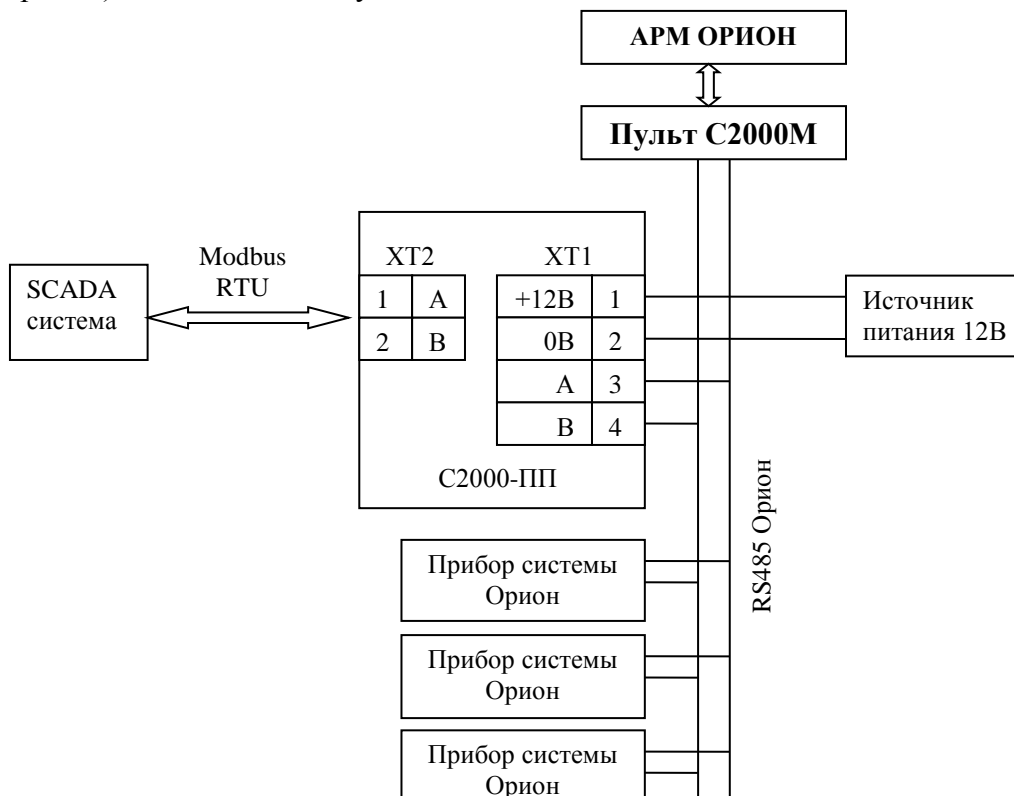 АРМ ОРИОН
Пульт С2000М
Modbus
RTU
SCADA
система
XT2
XT1
1 A
2 B
+12В 1
0В 2
A 3
B 4
С2000-ПП
Источник
питания 12В
RS485 Орион
Прибор системы
Орион
Прибор системы
Орион
Прибор системы
Орион